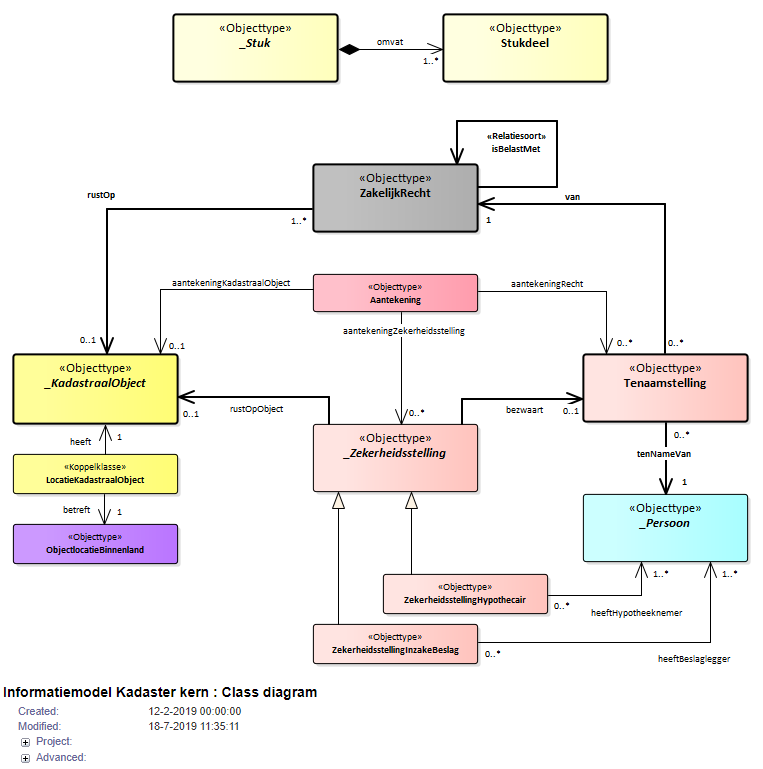 «Objecttype»
_Stuk
omvat
1..*
«Objecttype»
Stukdeel
«Relatiesoort»
isBelastMet
«Objecttype»
ZakelijkRecht
rustOp
1..*
van
1
aantekeningKadastraalObject
«Objecttype»
Aantekening
aantekeningRecht
aantekeningZekerheidsstelling
0..1
0..1
0..*
0..*
«Objecttype»
_KadastraalObject
«Objecttype»
Tenaamstelling
0..1
rustOpObject
0..*
bezwaart
0..1
«Objecttype»
_Zekerheidsstelling
heeft
1
0..*
tenNameVan
1
«Koppelklasse»
LocatieKadastraalObject
betreft
1
«Objecttype»
_Persoon
«Objecttype»
ObjectlocatieBinnenland
«Objecttype»
ZekerheidsstellingHypothecair
1..*
1..*
0..*
heeftHypotheeknemer
«Objecttype»
ZekerheidsstellingInzakeBeslag
0..*
heeftBeslaglegger
Informatiemodel Kadaster kern : Class diagram
Created: 12-2-2019 00:00:00
Modified: 18-7-2019 11:35:11
Project:
Advanced: